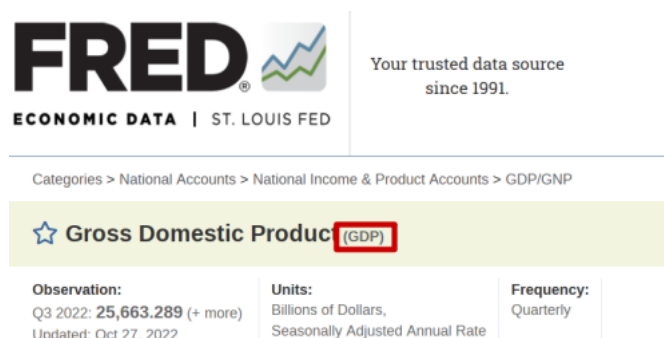 FRED®
Your trusted data source
since 1991.
ECONOMIC DATA | ST. LOUIS FED
Categories > National Accounts > National Income & Product Accounts > GDP/GNP
Gross Domestic Product (GDP)
Observation:
Q3 2022: 25,663.289 (+ more)
Updated: Oct 27, 2022
Units:
Billions of Dollars,
Seasonally Adjusted Annual Rate
Frequency:
Quarterly